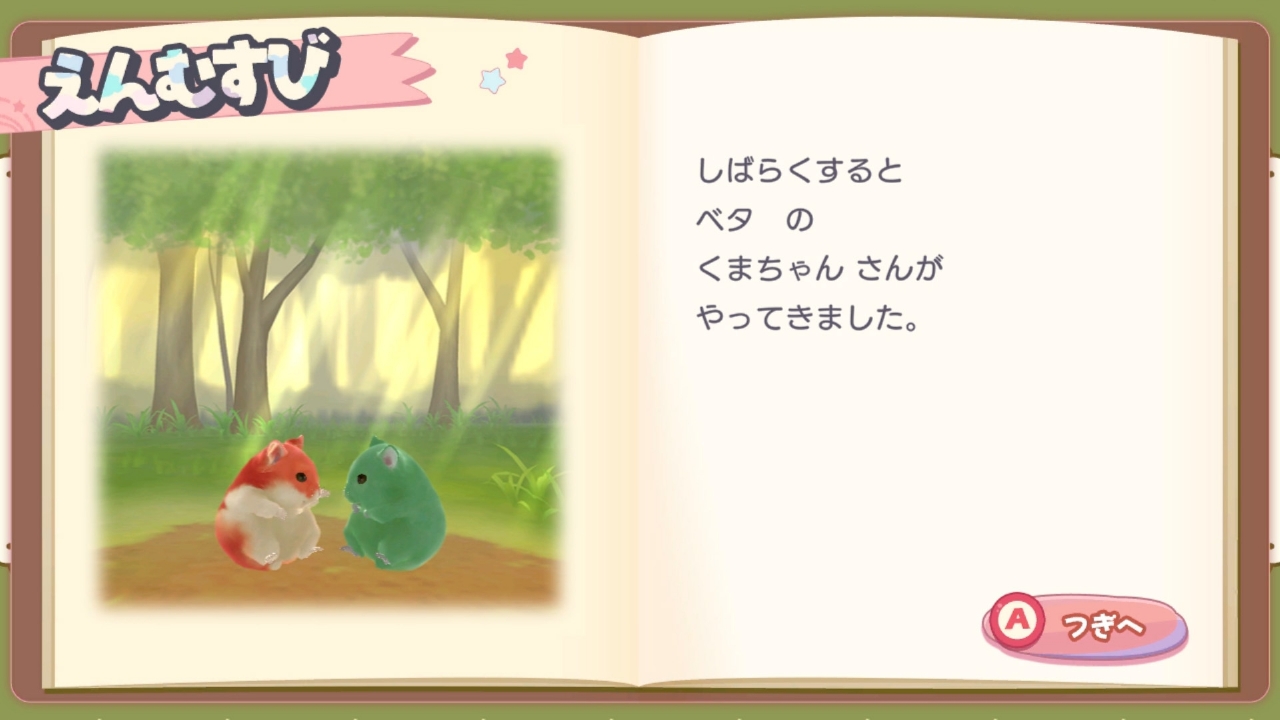 えんむすび
しばらくすると
ベタ　の
くまちゃん さんが
やってきました。
A つぎへ